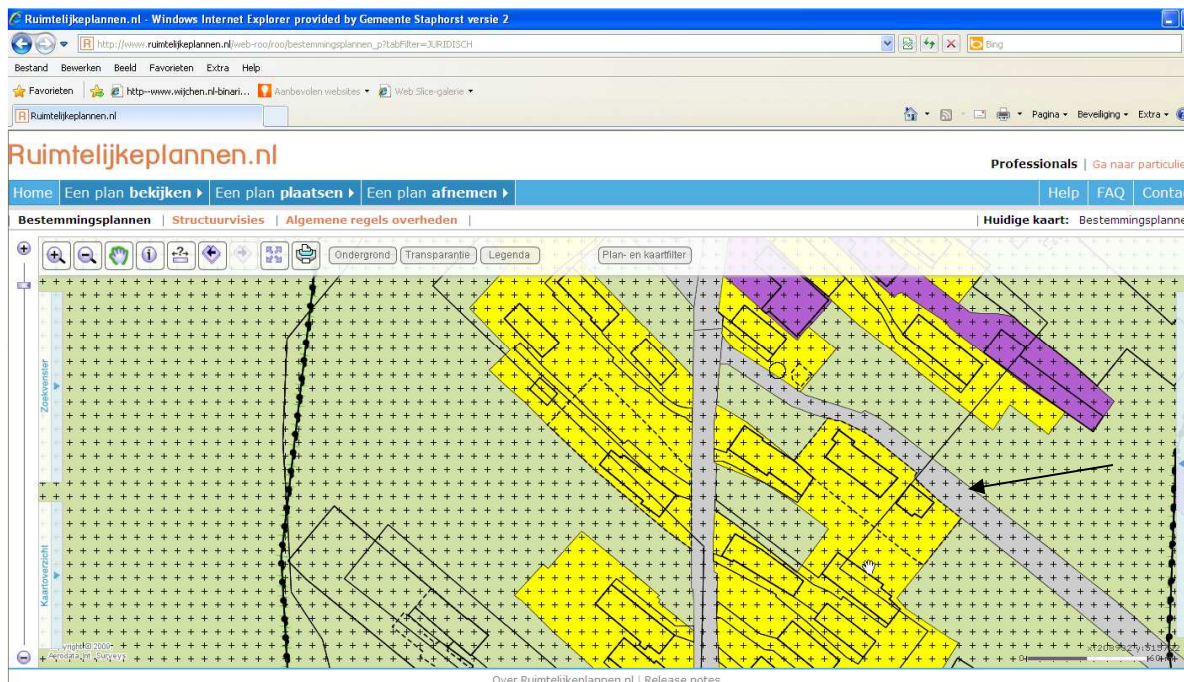 Ruimtelijkeplannen.nl - Windows Internet Explorer provided by Gemeente Staphorst versie 2
http://www.ruimtelijkeplannen.nl/web-roo/roo/bestemmingsplannen_p?tabFilter=JURIDISCH
Bing
Bestand Bewerken Beeld Favorieten Extra Help
Favorieten http--www.wijchen.nl-binari... Aanbevolen websites Web Slice-galerie
Ruimtelijkeplannen.nl
Pagina Beveiliging Extra
Ruimtelijkeplannen.nl
Professionals | Ga naar particulie
Home Een plan bekijken Een plan plaatsen Een plan afnemen Help FAQ Conta
| Bestemmingsplannen | Structuurvisies | Algemene regels overheden | | Huidige kaart: Bestemmingsplanne
Ondergrond Transparantie Legenda Plan- en kaartfilter
Zoekvenster
Kaartoverzicht
Over Ruimtelijkeplannen.nl | Release notes